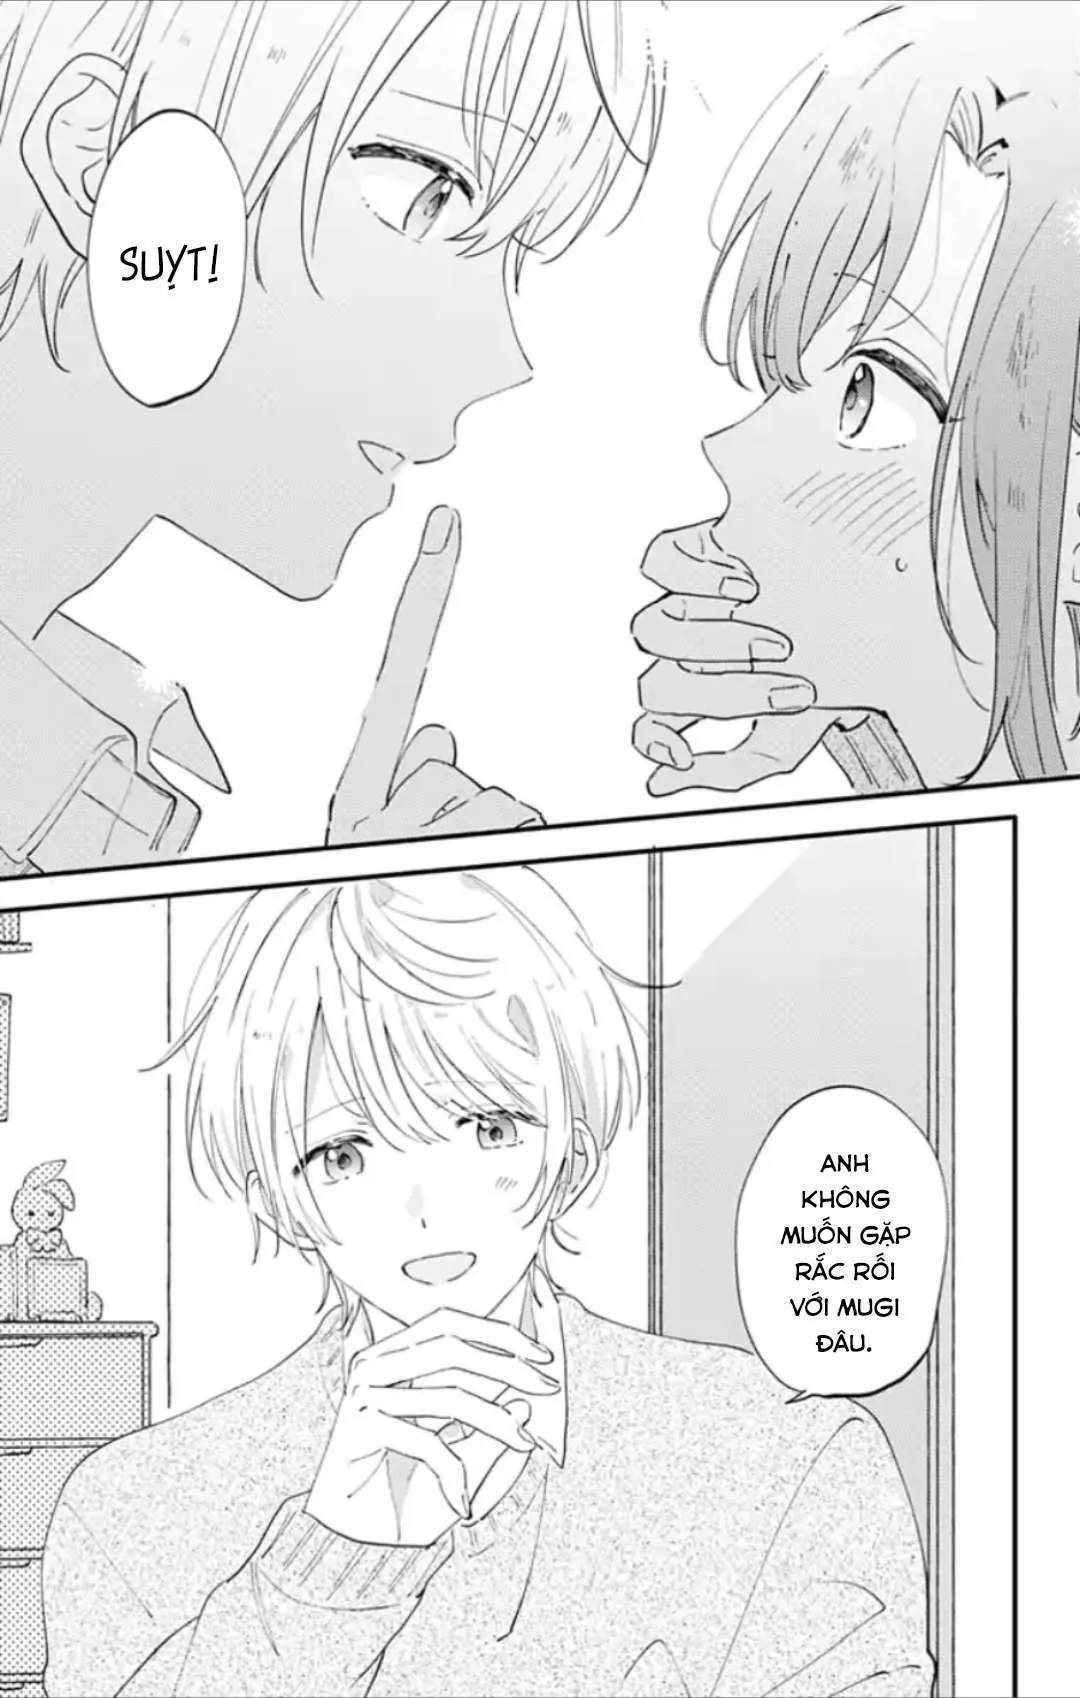 SUỴT!
ANH
KHÔNG
MUỐN GẶP
RẮC RỐI
VỚI MUGI
ĐÂU.